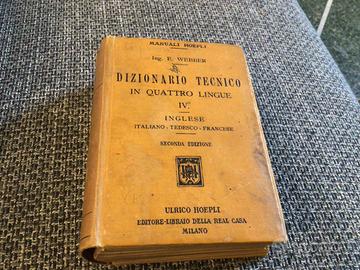 MANUALI HOEPLI
Ing. E. WEBBER
DIZIONARIO TECNICO
IN QUATTRO LINGUE
IV.
INGLESE
ITALIANO - TEDESCO - FRANCESE
SECONDA EDIZIONE
ULRICO HOEPLI
EDITORE-LIBRAIO DELLA REAL CASA
MILANO